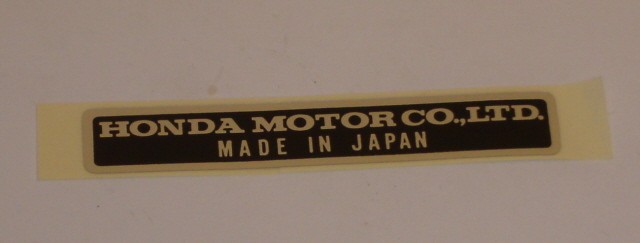 HONDA MOTOR CO.,LTD.
MADE IN JAPAN